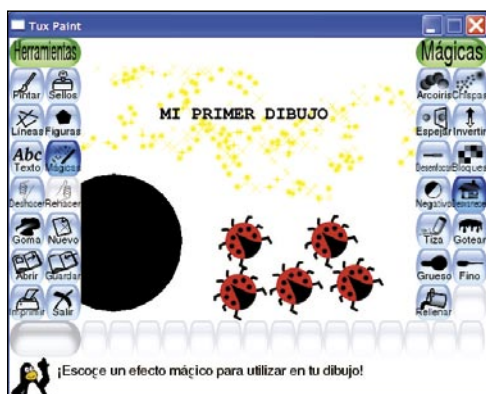 Tux Paint
Herramientas
Mágicas
Pintar Sellos
Arcoiris Chispas
MI PRIMER DIBUJO
Líneas Figuras
Espejar Invertir
Abc
Texto Mágicas
Desenfocar Bloques
Deshacer Rehacer
Negativo
Goma Nuevo
Tiza Gotear
Abrir Guardar
Grueso Fino
Imprimir Salir
Rellenar
¡Escoge un efecto mágico para utilizar en tu dibujo!